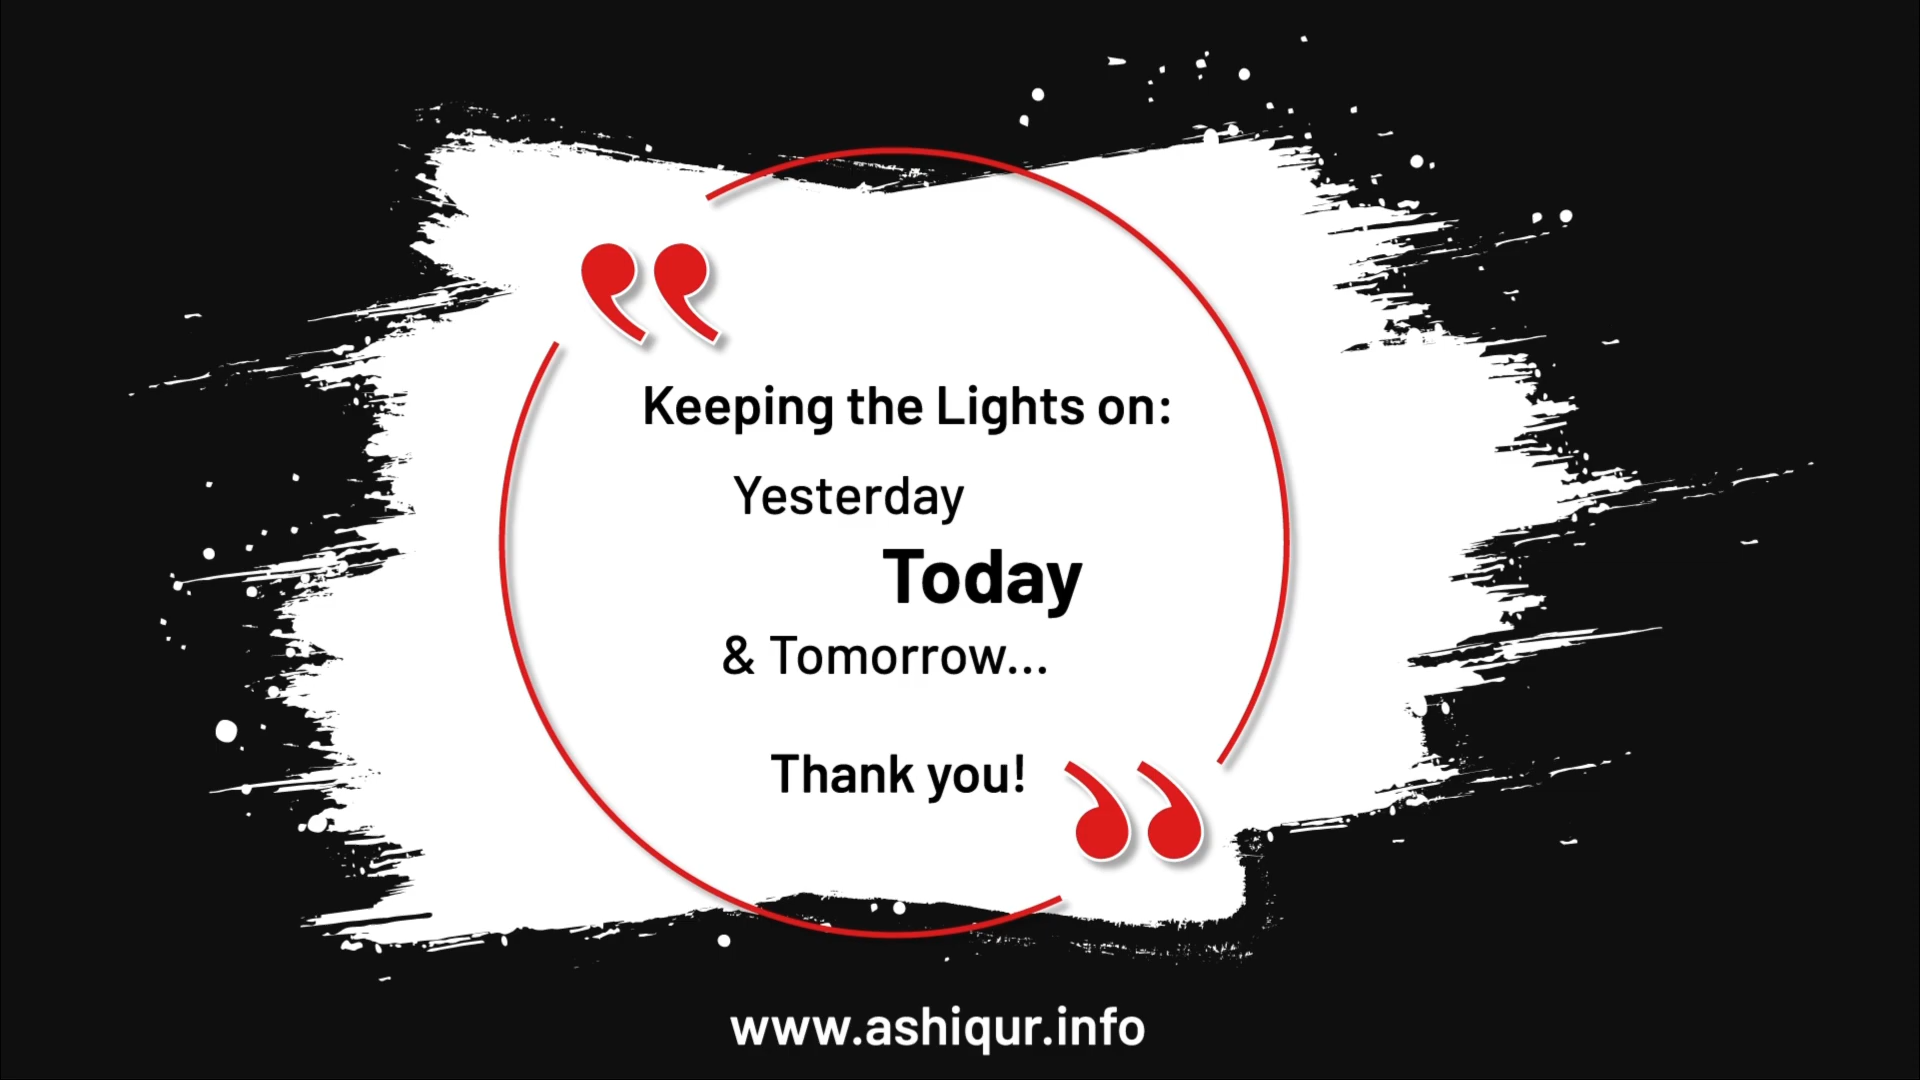 Keeping the Lights on:
Yesterday
Today
& Tomorrow...
Thank you!
www.ashiqur.info